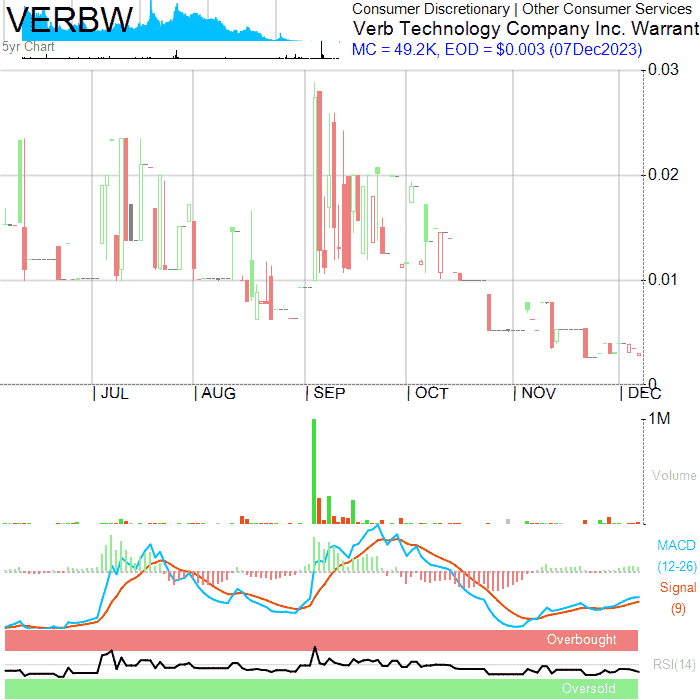 VERBW
Consumer Discretionary | Other Consumer Services
Verb Technology Company Inc. Warrant
MC = 49.2K, EOD = $0.003 (07Dec2023)
5yr Chart
0.03
0.02
0.01
0
JUL
AUG
SEP
OCT
NOV
DEC
1M
Volume
MACD
(12-26)
Signal
(9)
Overbought
RSI(14)
Oversold